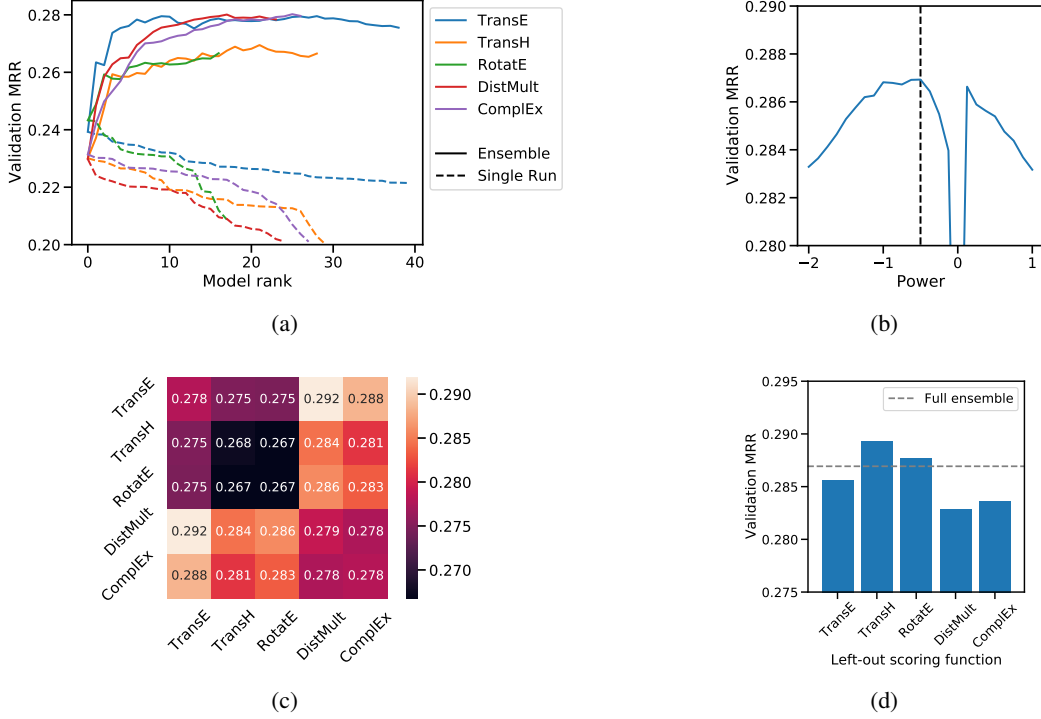 0.28
0.26
0.24
0.22
0.20
Validation MRR
0 10 20 30 40
Model rank
TransE
TransH
RotatE
DistMult
ComplEx
Ensemble
Single Run
(a)
0.290
0.288
0.286
0.284
0.282
0.280
Validation MRR
−2 −1 0 1
Power
(b)
TransE 0.278 0.275 0.275 0.292 0.288
TransH 0.275 0.268 0.267 0.284 0.281
RotatE 0.275 0.267 0.267 0.286 0.283
DistMult 0.292 0.284 0.286 0.279 0.278
ComplEx 0.288 0.281 0.283 0.278 0.278
TransE TransH RotatE DistMult ComplEx
0.290
0.285
0.280
0.275
0.270
(c)
0.295
0.290
0.285
0.280
0.275
Validation MRR
Full ensemble
TransE TransH RotatE DistMult ComplEx
Left-out scoring function
(d)